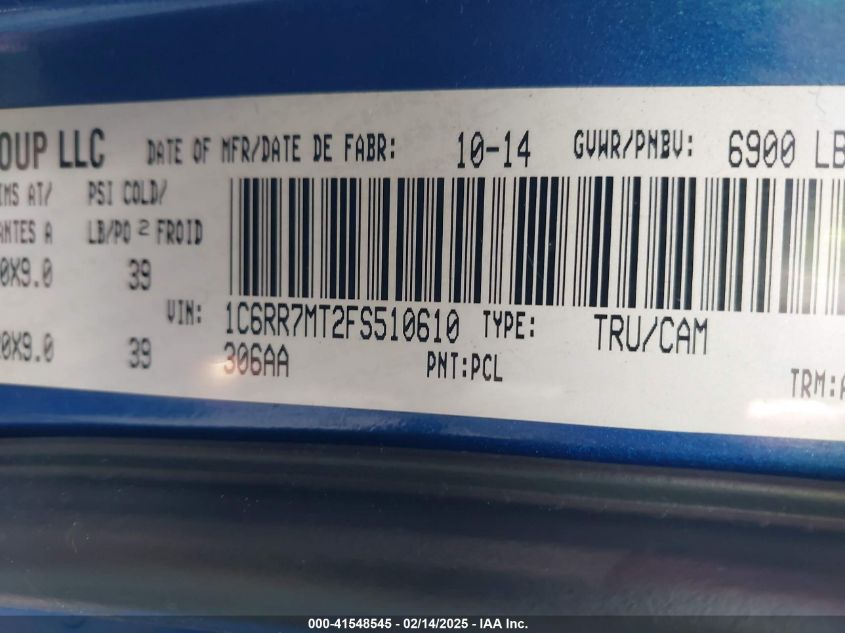 OUP LLC DATE OF MFR/DATE DE FABR: 10-14 GVWR/PNBV: 6900 LB
IMS AT/ PSI COLD/
ANTES A LB/PO 2 FROID
0X9.0 39
VIN: 1C6RR7MT2FS510610 TYPE: TRU/CAM
0X9.0 39 306AA PNT:PCL TRM:A
000-41548545 - 02/14/2025 - IAA Inc.